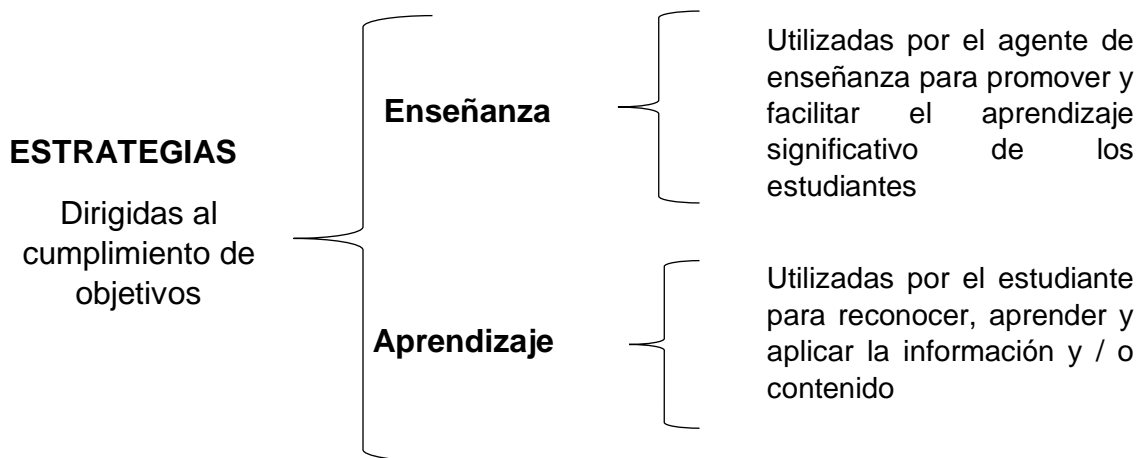 ESTRATEGIAS
Dirigidas al
cumplimiento de
objetivos
Enseñanza
Utilizadas por el agente de
enseñanza para promover y
facilitar el aprendizaje
significativo de los
estudiantes
Aprendizaje
Utilizadas por el estudiante
para reconocer, aprender y
aplicar la información y / o
contenido